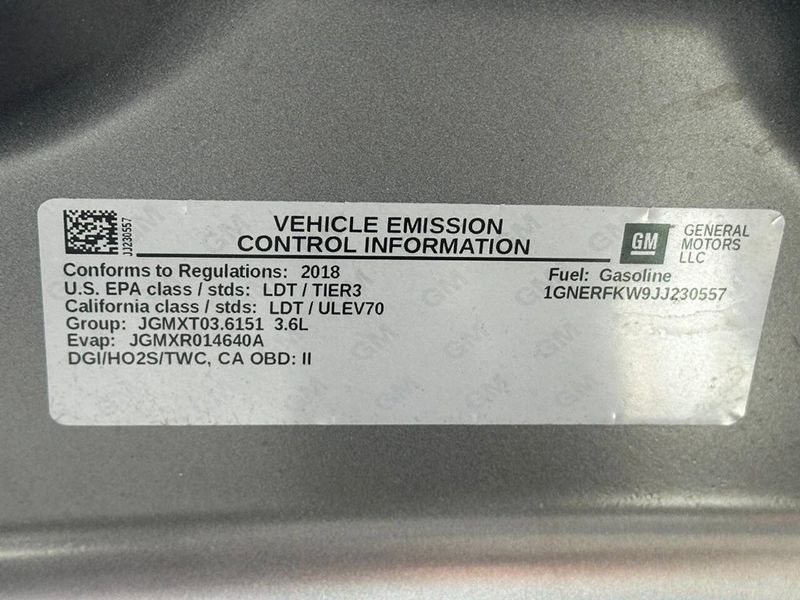 JJ230557
VEHICLE EMISSION
CONTROL INFORMATION
GM
GENERAL
MOTORS
LLC
Conforms to Regulations: 2018
U.S. EPA class / stds: LDT / TIER3
California class / stds: LDT / ULEV70
Group: JGMXT03.6151 3.6L
Evap: JGMXR014640A
DGI/HO2S/TWC, CA OBD: II
Fuel: Gasoline
1GNERFKW9JJ230557